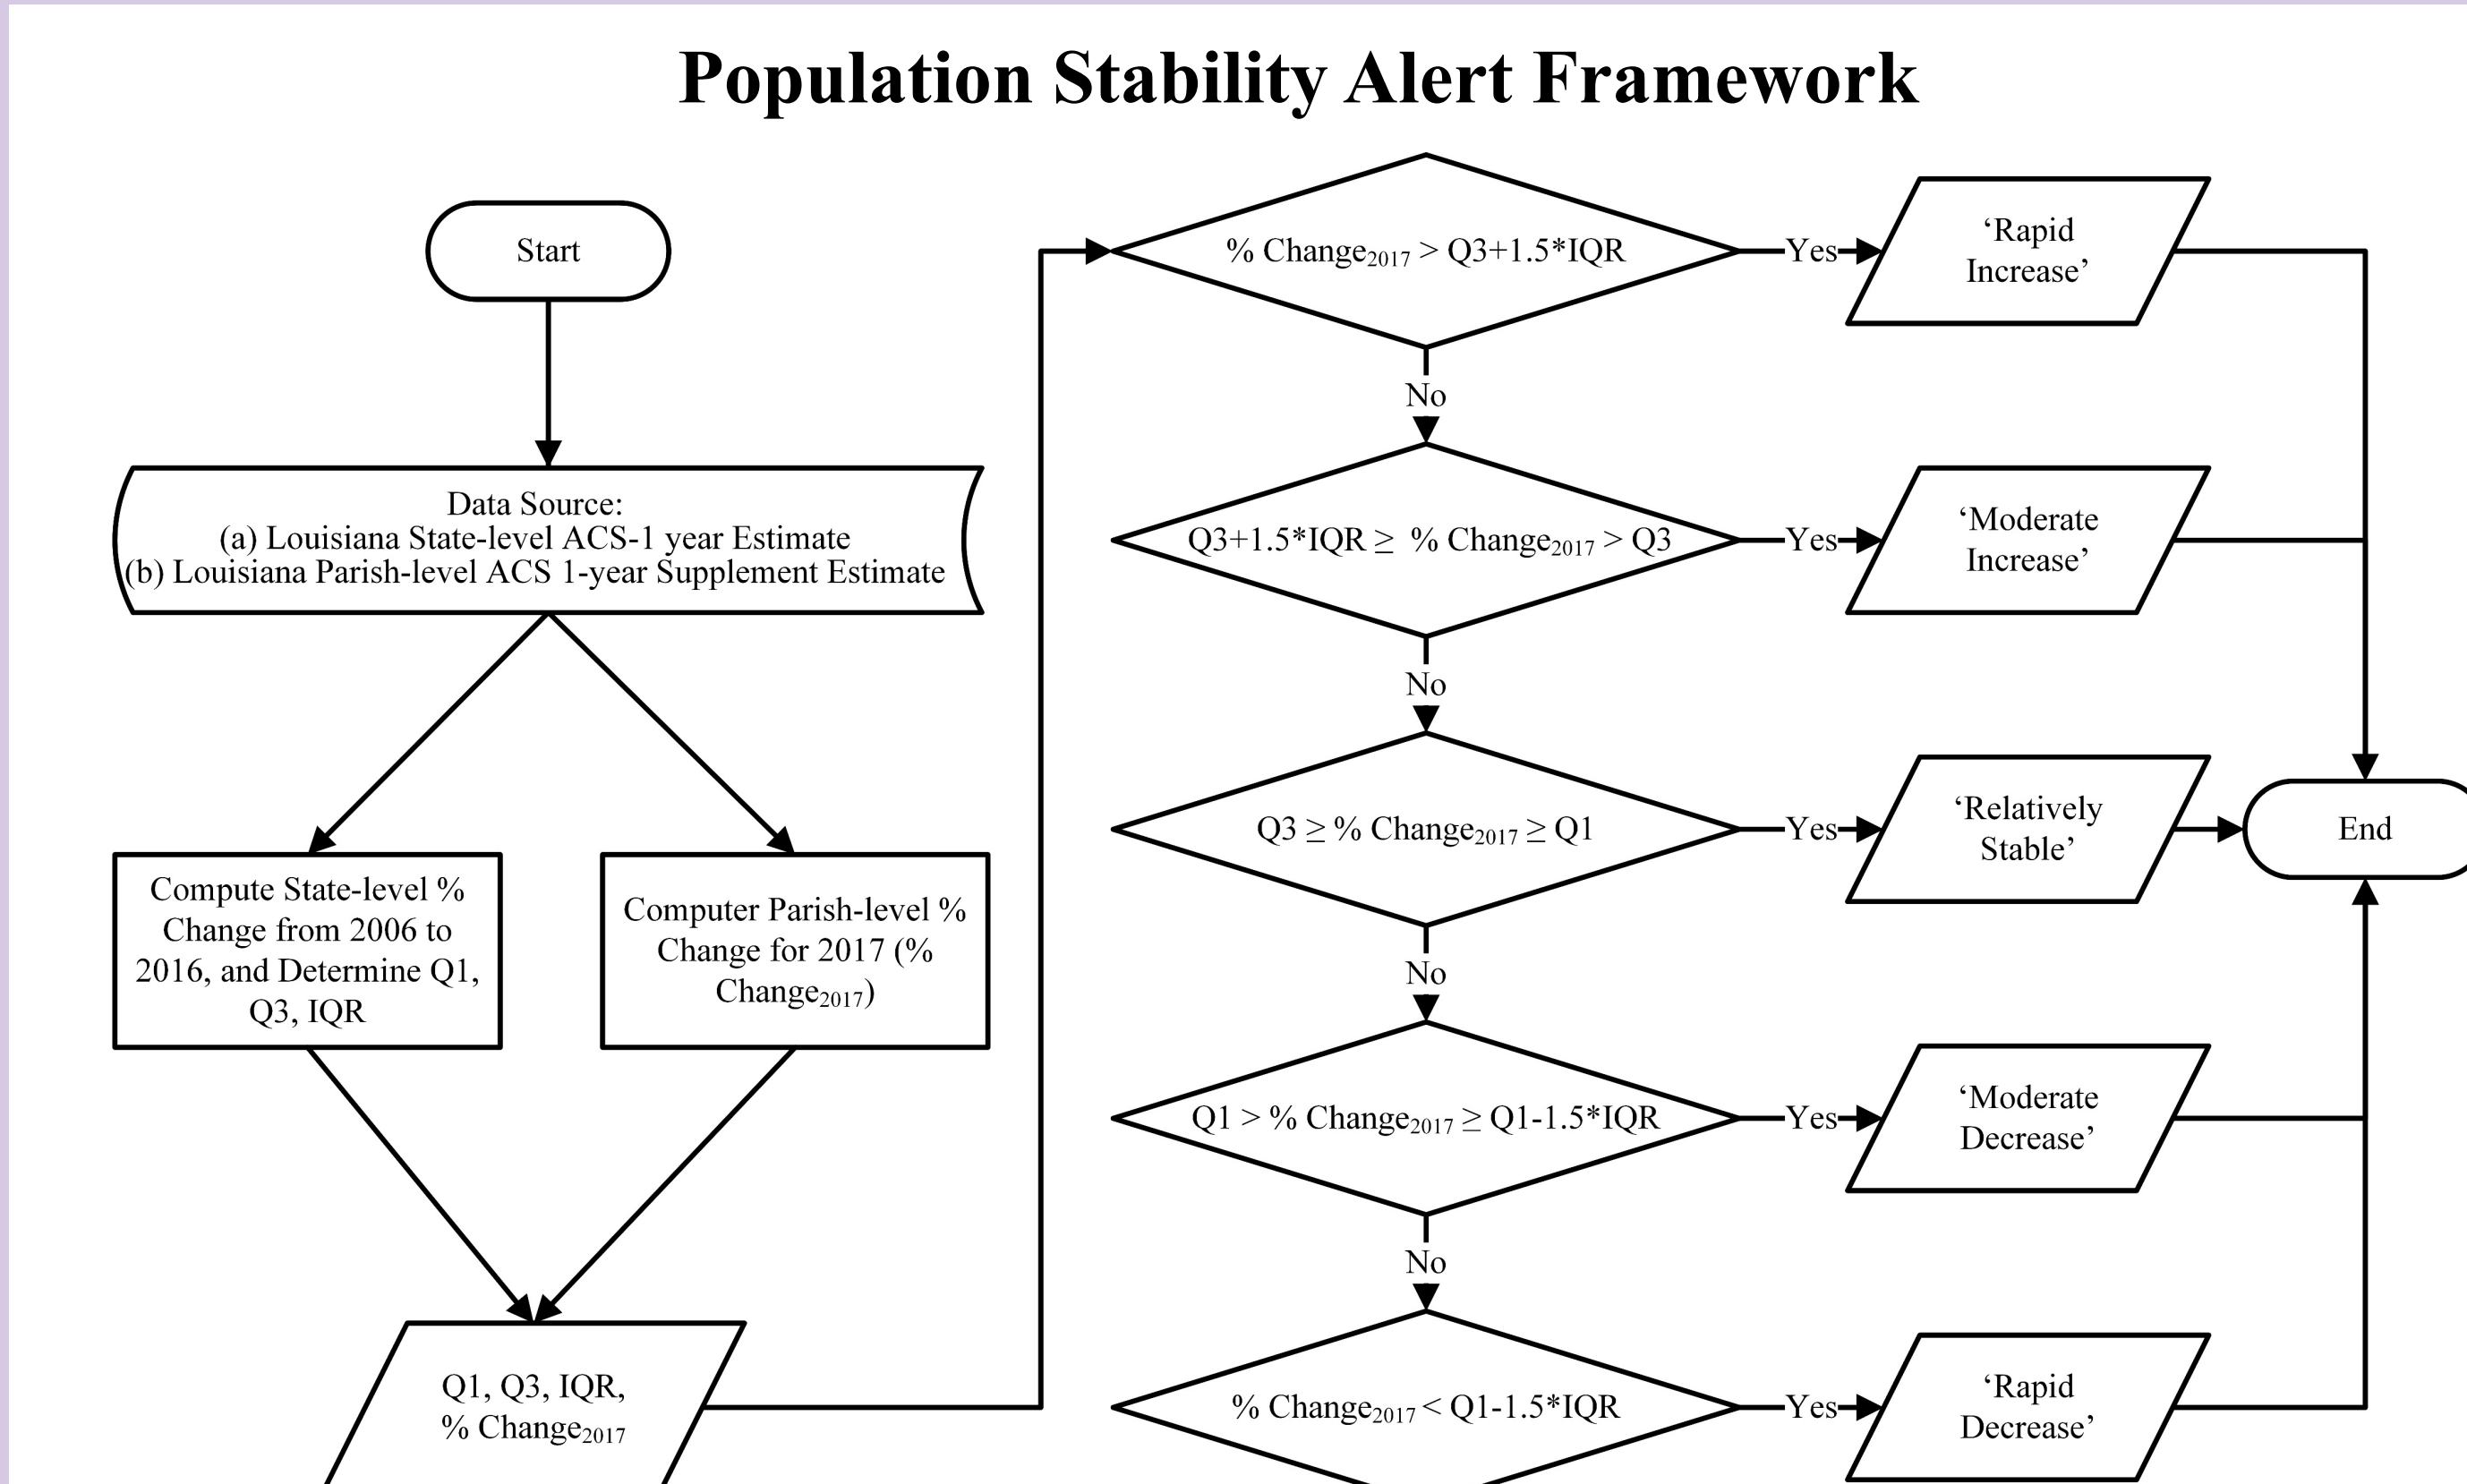 Population Stability Alert Framework
Start
Data Source:
(a) Louisiana State-level ACS-1 year Estimate
(b) Louisiana Parish-level ACS 1-year Supplement Estimate
Compute State-level %
Change from 2006 to
2016, and Determine Q1,
Q3, IQR
Computer Parish-level %
Change for 2017 (%
Change2017)
Q1, Q3, IQR,
% Change2017
% Change2017 > Q3+1.5*IQR
Yes
‘Rapid
Increase’
No
Q3+1.5*IQR ≥ % Change2017 > Q3
Yes
‘Moderate
Increase’
No
Q3 ≥ % Change2017 ≥ Q1
Yes
‘Relatively
Stable’
End
No
Q1 > % Change2017 ≥ Q1-1.5*IQR
Yes
‘Moderate
Decrease’
No
% Change2017 < Q1-1.5*IQR
Yes
‘Rapid
Decrease’